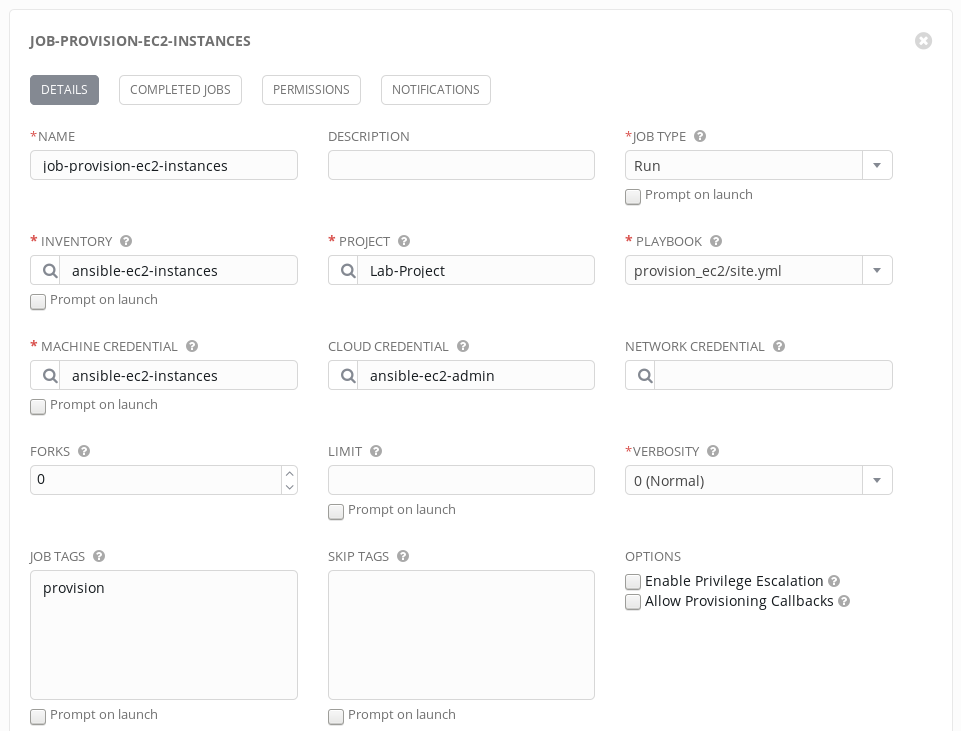 JOB-PROVISION-EC2-INSTANCES
DETAILS COMPLETED JOBS PERMISSIONS NOTIFICATIONS
*NAME DESCRIPTION *JOB TYPE ?
job-provision-ec2-instances Run
Prompt on launch
* INVENTORY ? * PROJECT ? * PLAYBOOK ?
ansible-ec2-instances Lab-Project provision_ec2/site.yml
Prompt on launch
* MACHINE CREDENTIAL ? CLOUD CREDENTIAL ? NETWORK CREDENTIAL ?
ansible-ec2-instances ansible-ec2-admin
Prompt on launch
FORKS ? LIMIT ? *VERBOSITY ?
0 0 (Normal)
Prompt on launch
JOB TAGS ? SKIP TAGS ? OPTIONS
provision Enable Privilege Escalation ?
Allow Provisioning Callbacks ?
Prompt on launch Prompt on launch